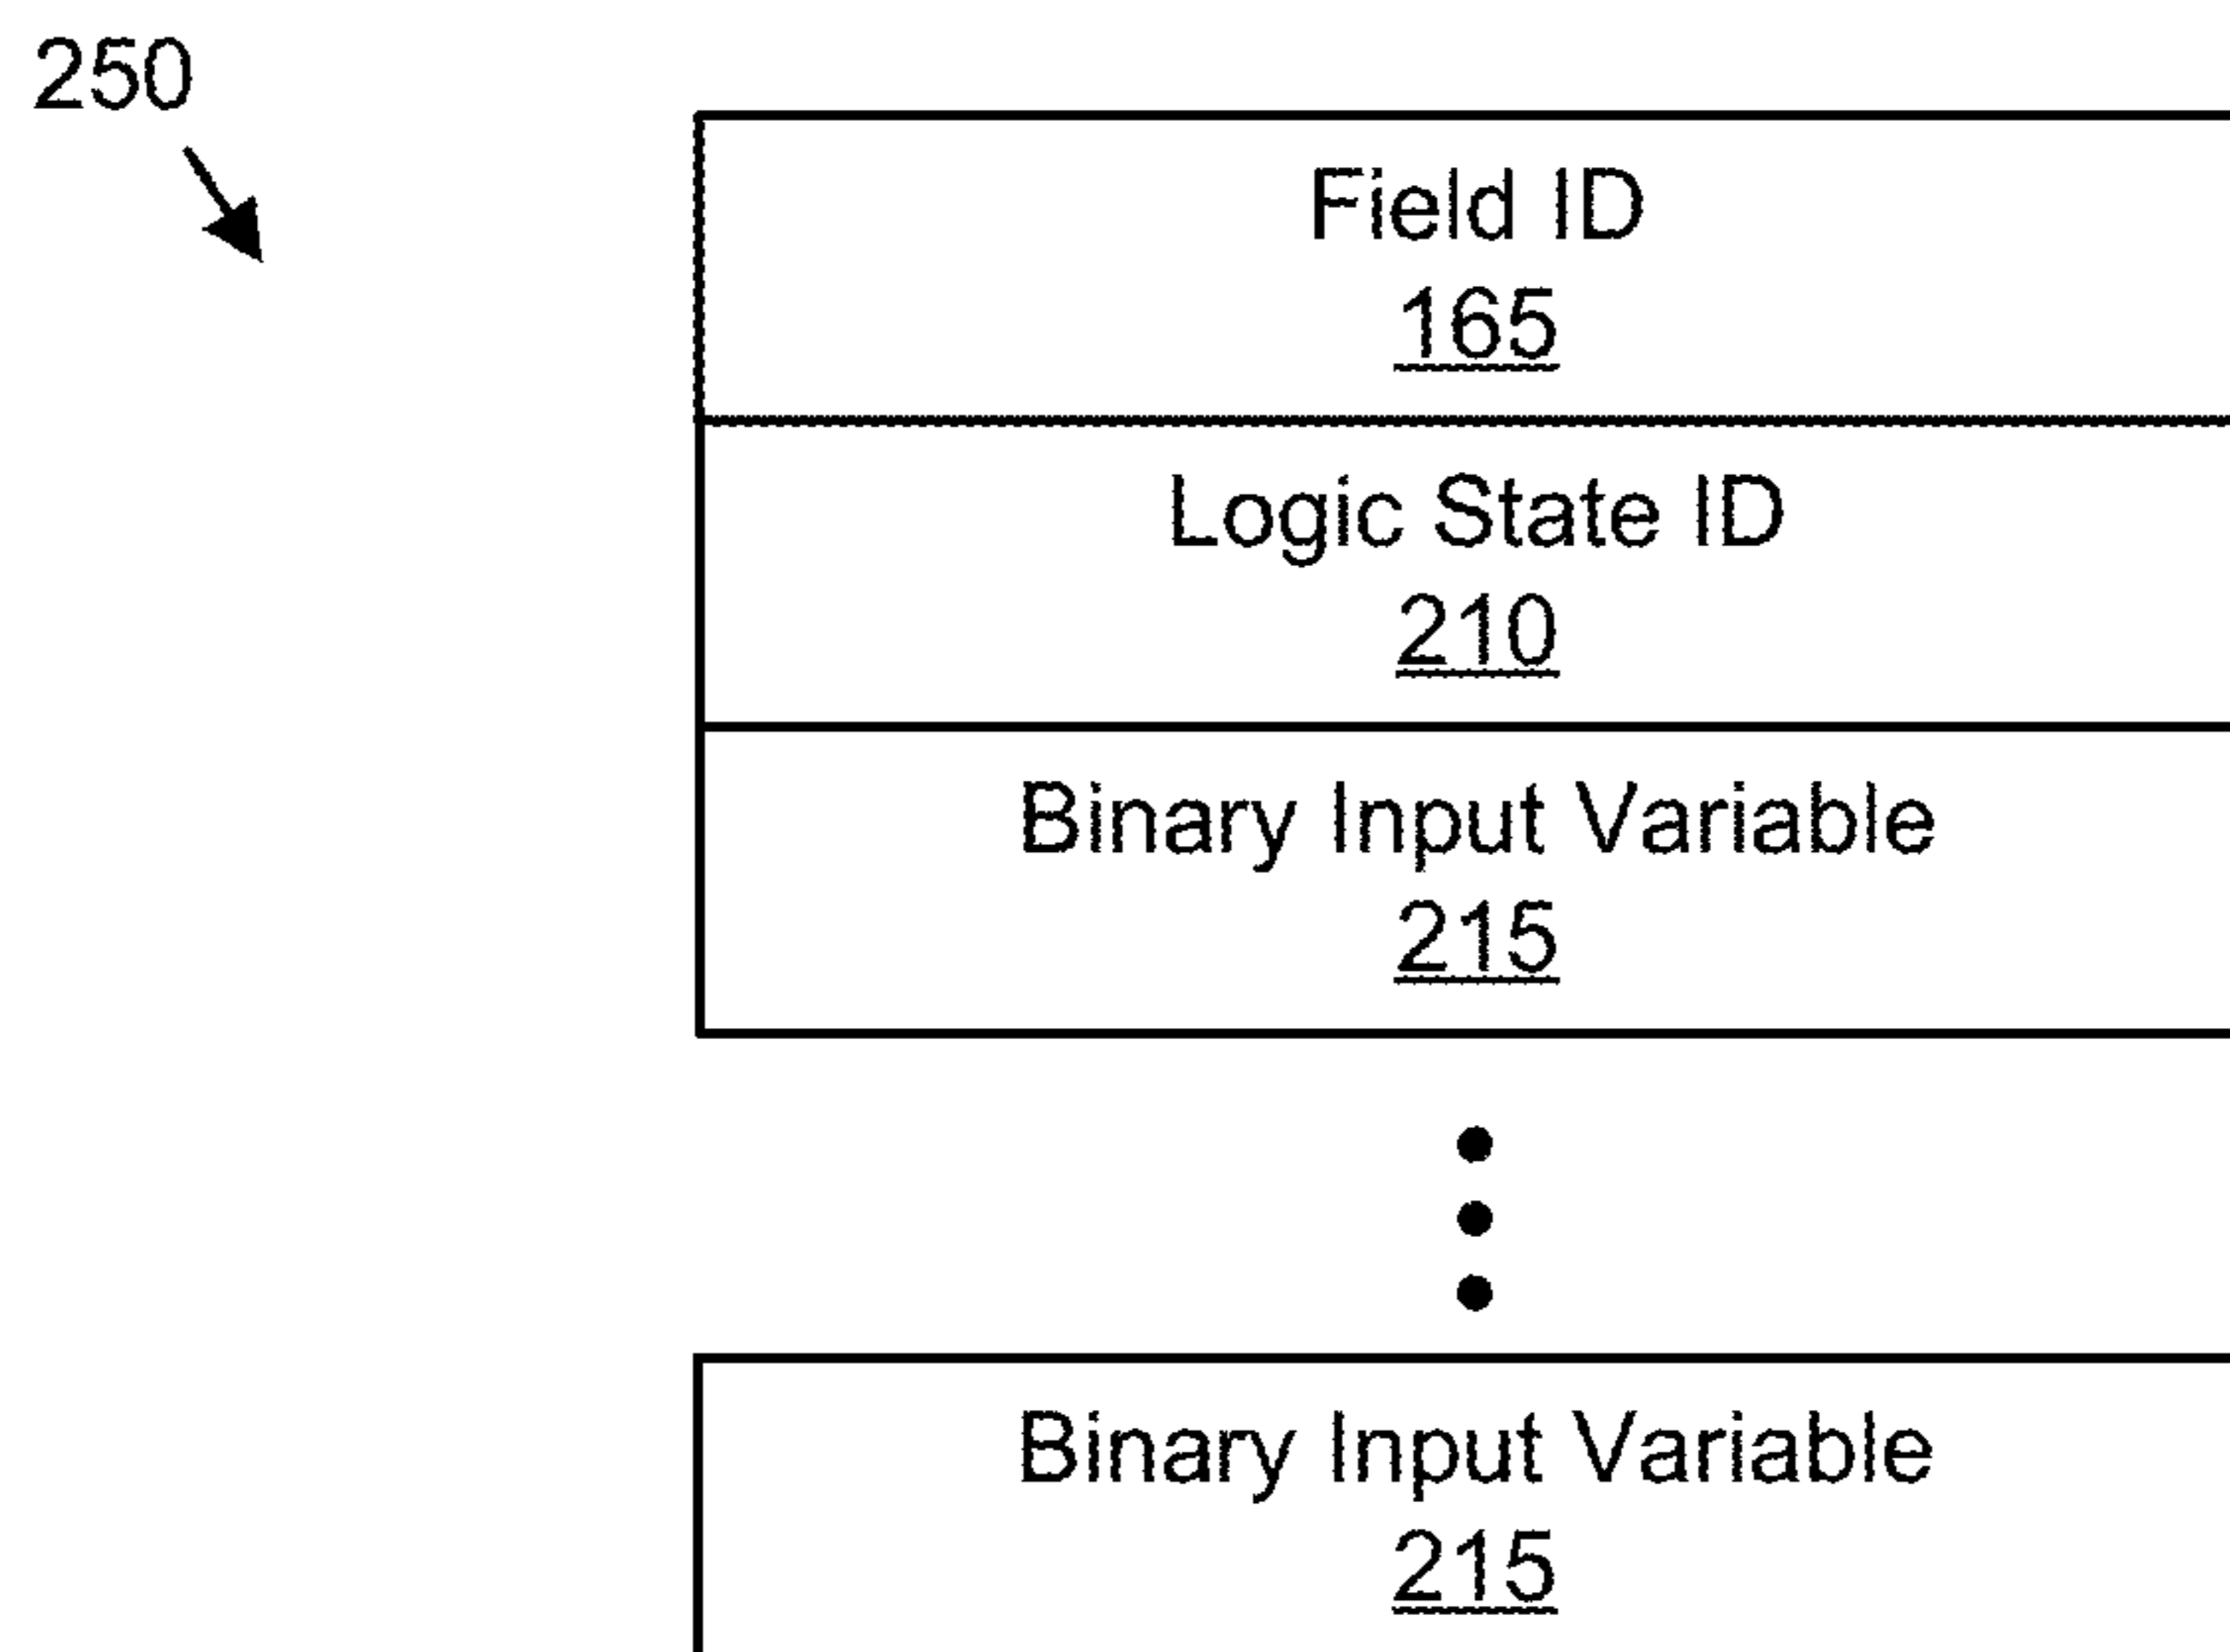 250
Field ID
165
Logic State ID
210
Binary Input Variable
215
Binary Input Variable
215